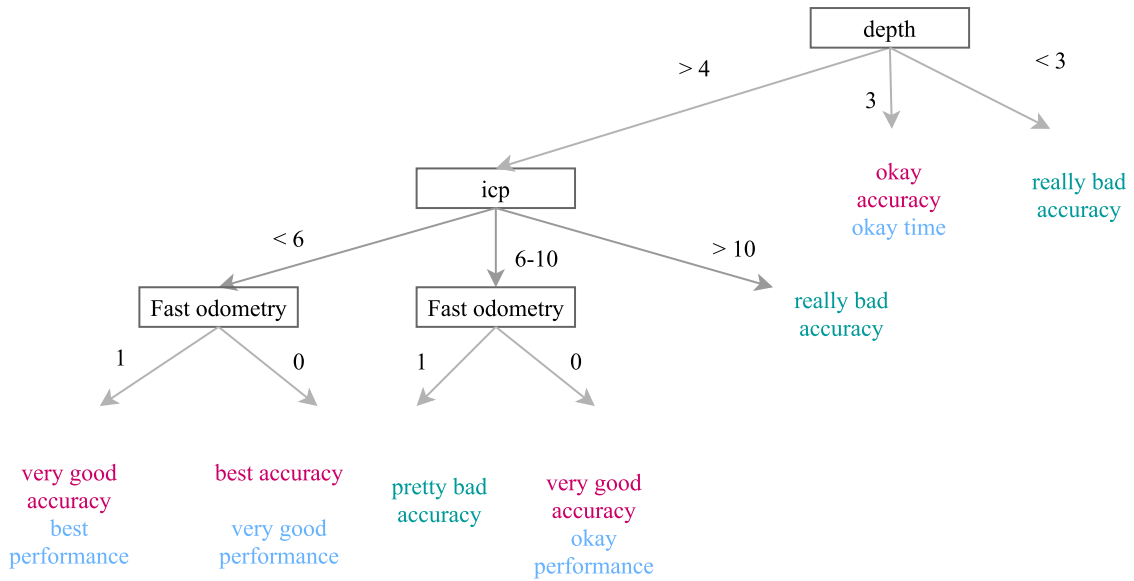 depth
> 4
3
< 3
okay
accuracy
okay time
really bad
accuracy
icp
< 6
6-10
> 10
really bad
accuracy
Fast odometry
Fast odometry
1
0
1
0
very good
accuracy
best
performance
best accuracy
very good
performance
pretty bad
accuracy
very good
accuracy
okay
performance